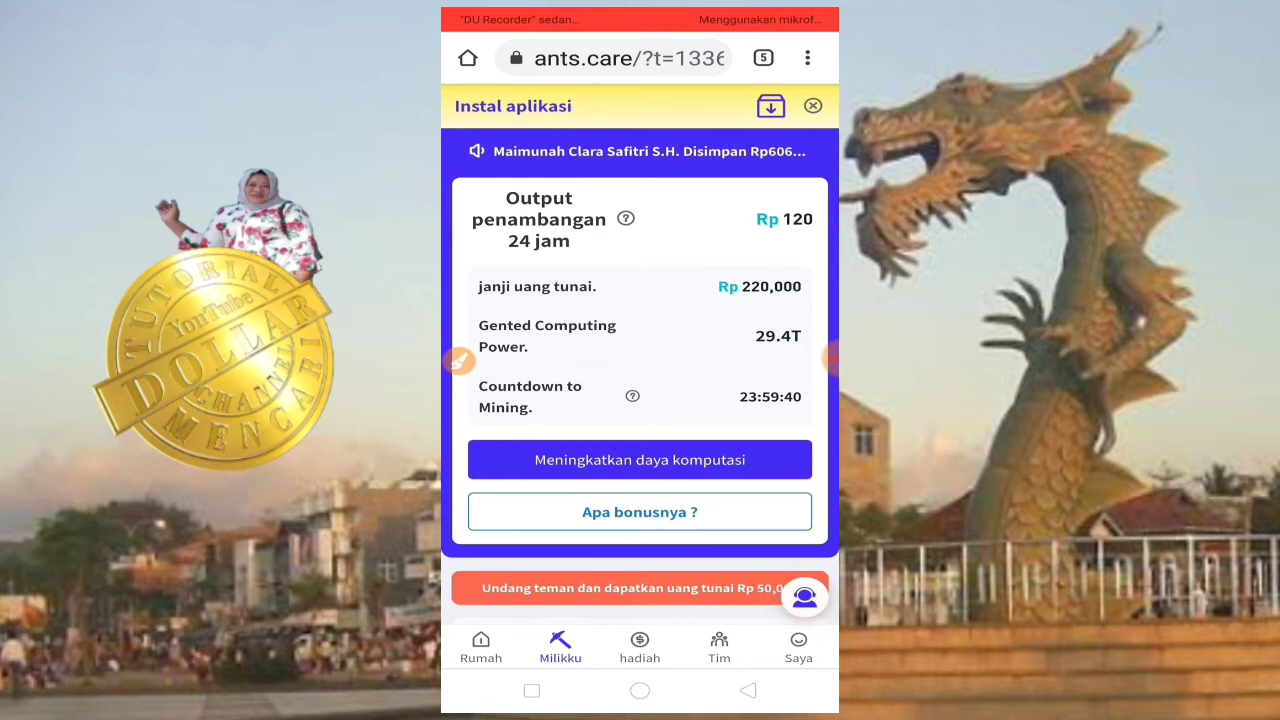 "DU Recorder" sedan...
Menggunakan mikrof...
ants.care/?t=1336
5
Instal aplikasi
Maimunah Clara Safitri S.H. Disimpan Rp606...
Output
penambangan
24 jam
Rp 120
janji uang tunai.
Rp 220,000
Gented Computing
Power.
29.4T
Countdown to
Mining.
23:59:40
Meningkatkan daya komputasi
Apa bonusnya ?
Undang teman dan dapatkan uang tunai Rp 50,0
Rumah
Milikku
hadiah
Tim
Saya
TUTORIAL
YouTube
DOLLAR
CHANNEL
MENCARI